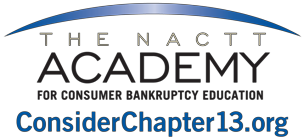 THE NACTT
ACADEMY
FOR CONSUMER BANKRUPTCY EDUCATION
ConsiderChapter13.org